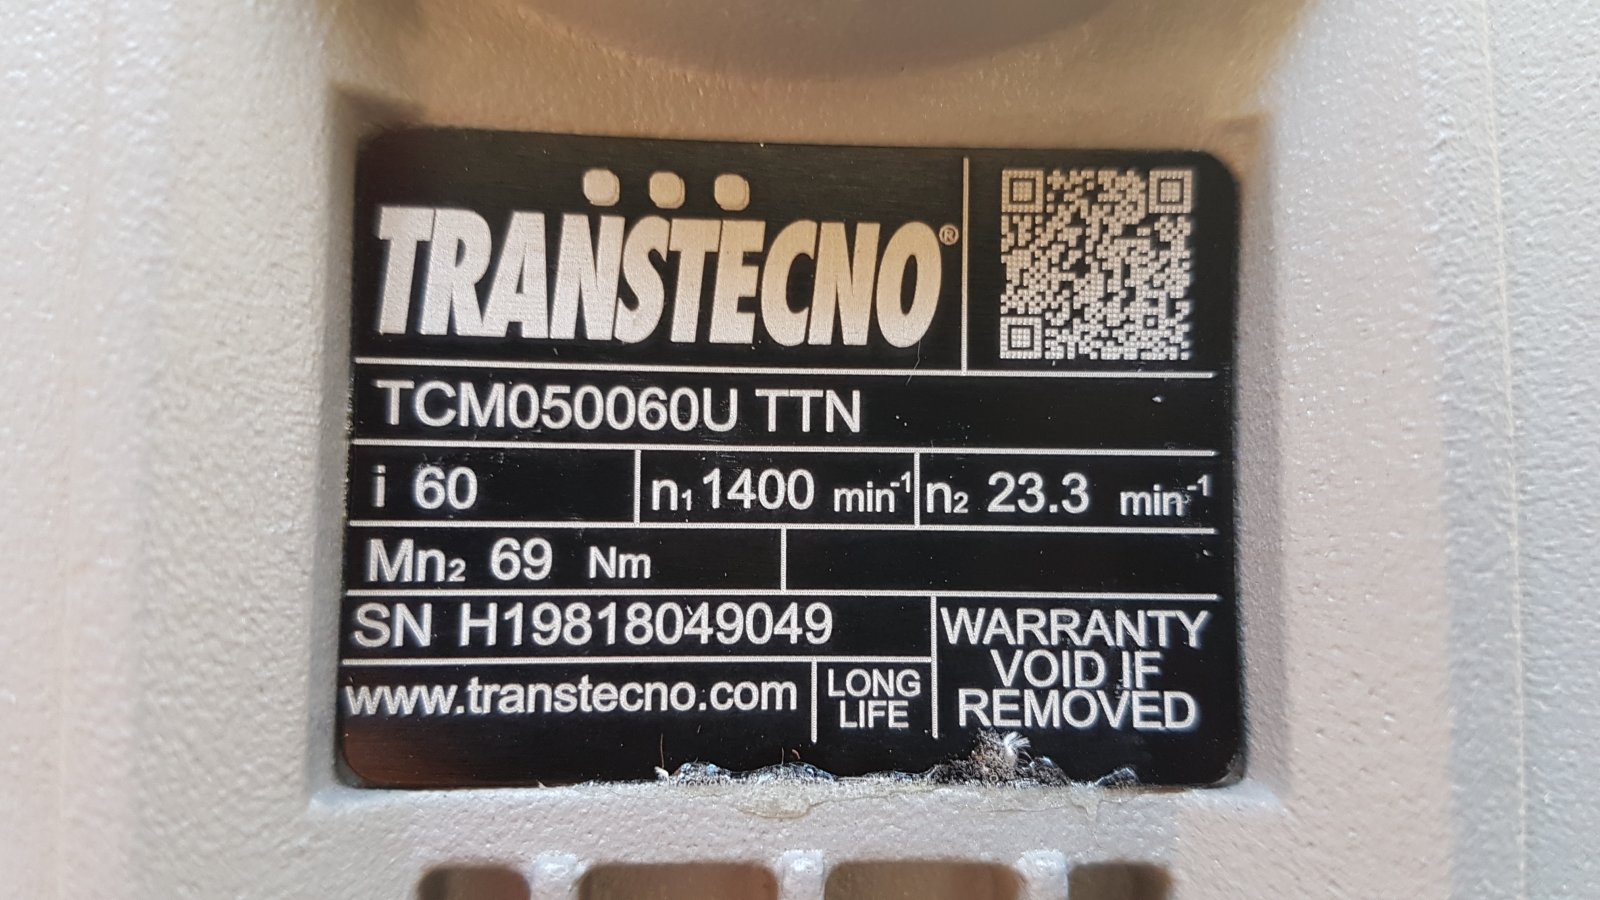 TRANSTECNO®
TCM050060U TTN
i 60 n₁ 1400 min⁻¹ n₂ 23.3 min⁻¹
Mn₂ 69 Nm
SN H19818049049
www.transtecno.com
LONG
LIFE
WARRANTY
VOID IF
REMOVED